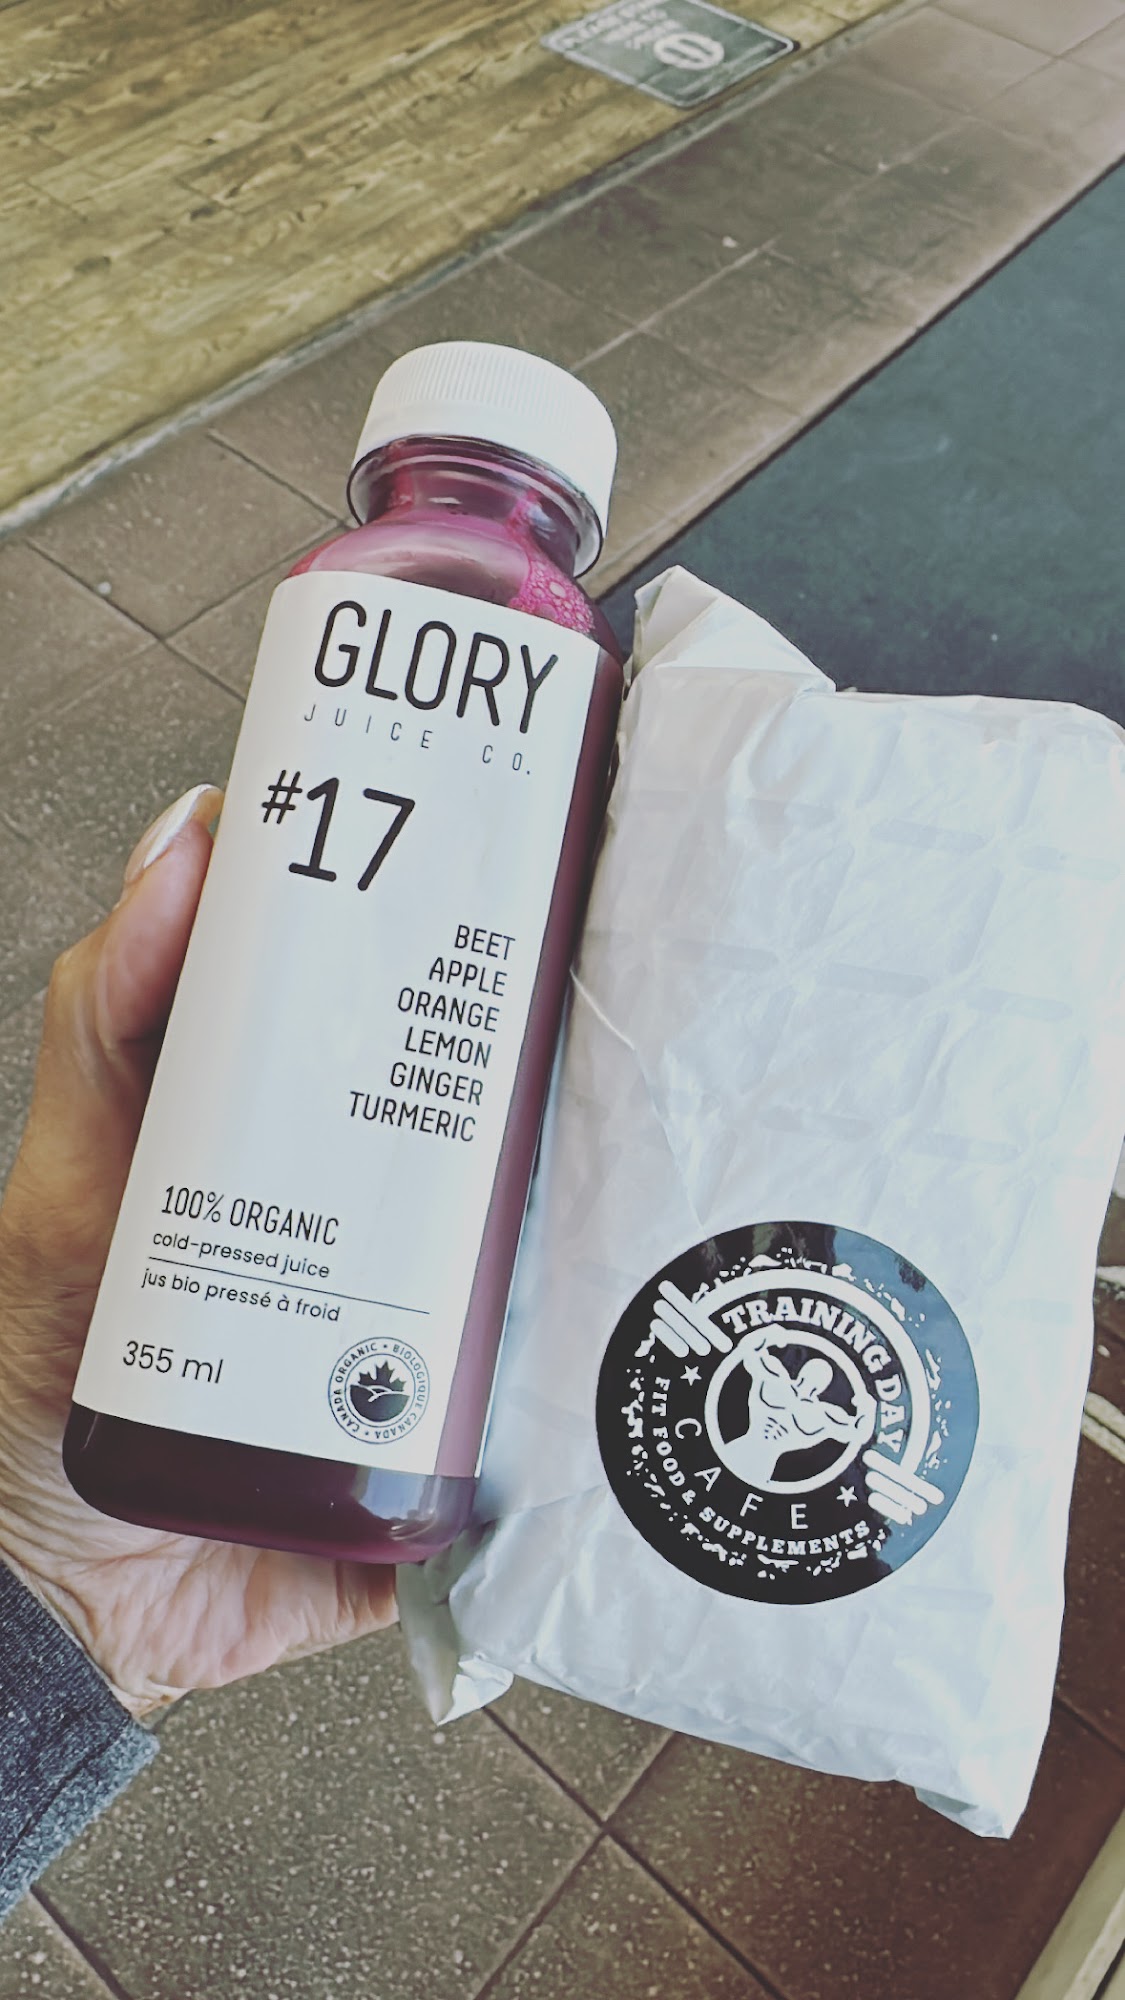 GLORY
JUICE CO.
#17
BEET
APPLE
ORANGE
LEMON
GINGER
TURMERIC
100% ORGANIC
cold-pressed juice
jus bio pressé à froid
355 ml
CANADA ORGANIC • BIOLOGIQUE CANADA •
TRAINING DAY
CAFE
FIT FOOD & SUPPLEMENTS